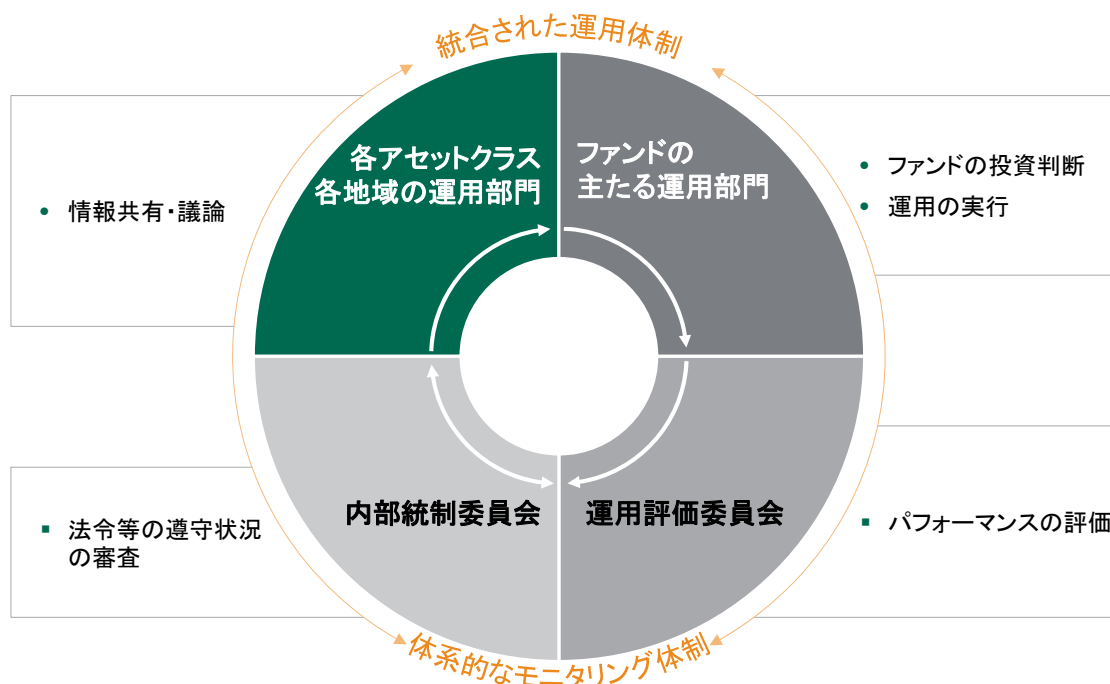 統合された運用体制
各アセットクラス
各地域の運用部門
ファンドの
主たる運用部門
• 情報共有・議論
• ファンドの投資判断
• 運用の実行
内部統制委員会
運用評価委員会
▪ 法令等の遵守状況
の審査
▪ パフォーマンスの評価
体系的なモニタリング体制